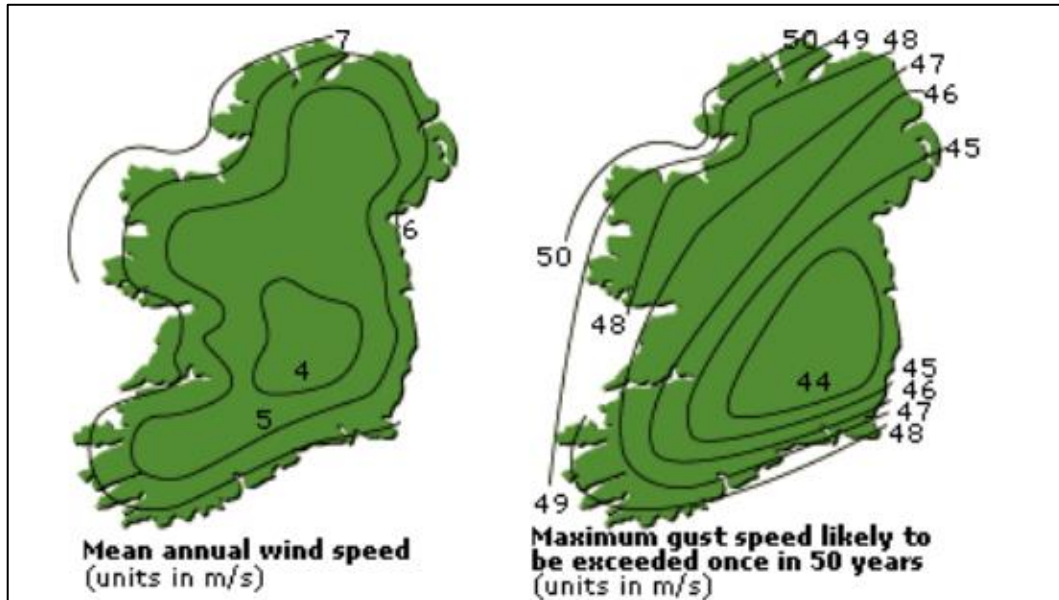 7
6
4
5
Mean annual wind speed
(units in m/s)
50 49 48
47
46
45
50
48
44
45
46
47
48
49
Maximum gust speed likely to
be exceeded once in 50 years
(units in m/s)